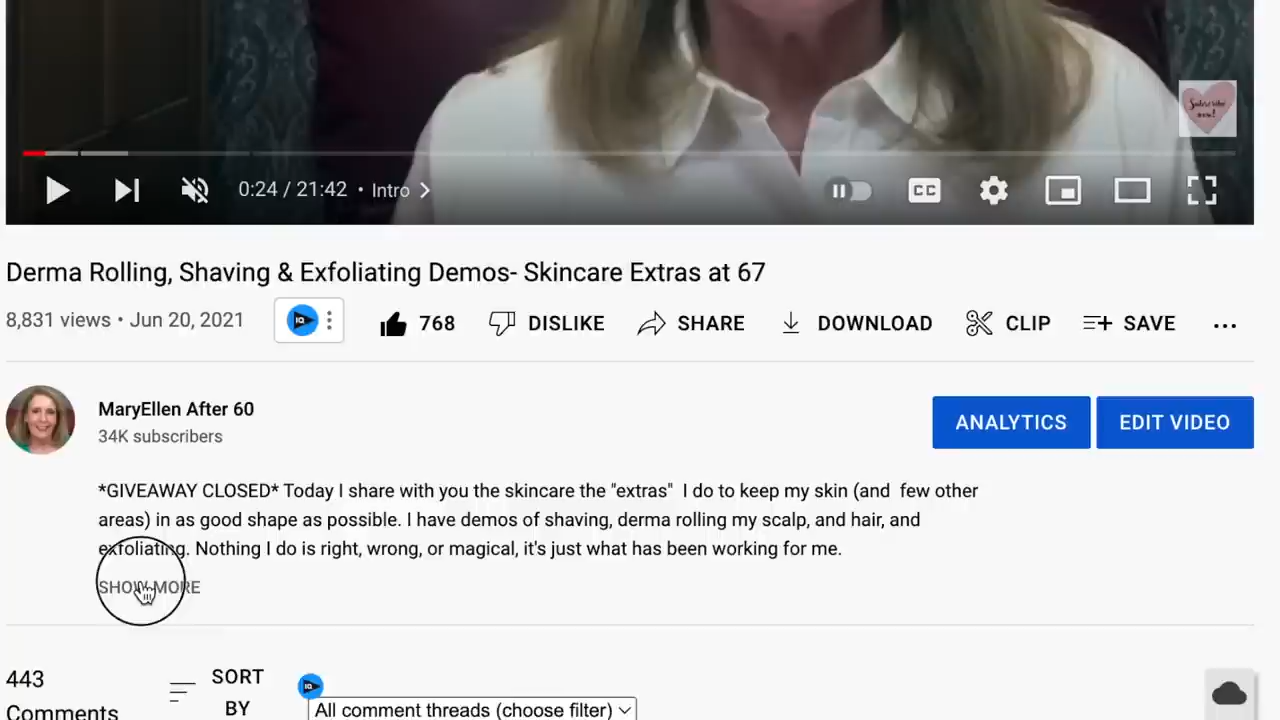 Subscribe
now!
0:24 / 21:42 • Intro
CC
Derma Rolling, Shaving & Exfoliating Demos- Skincare Extras at 67
8,831 views • Jun 20, 2021
IQ
768
DISLIKE
SHARE
DOWNLOAD
CLIP
SAVE
MaryEllen After 60
34K subscribers
ANALYTICS
EDIT VIDEO
*GIVEAWAY CLOSED* Today I share with you the skincare the "extras"  I do to keep my skin (and  few other
areas) in as good shape as possible. I have demos of shaving, derma rolling my scalp, and hair, and
exfoliating. Nothing I do is right, wrong, or magical, it's just what has been working for me.
SHOW MORE
443
Comments
SORT
BY
IQ
All comment threads (choose filter)